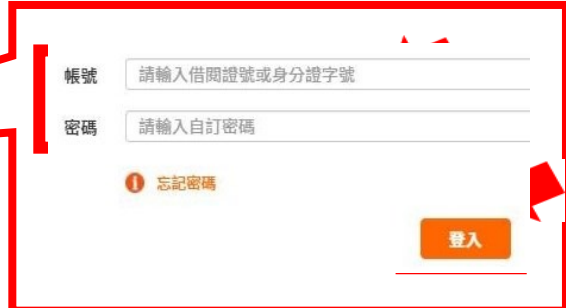 帳號 請輸入借閱證號或身分證字號
密碼 請輸入自訂密碼
忘記密碼
登入